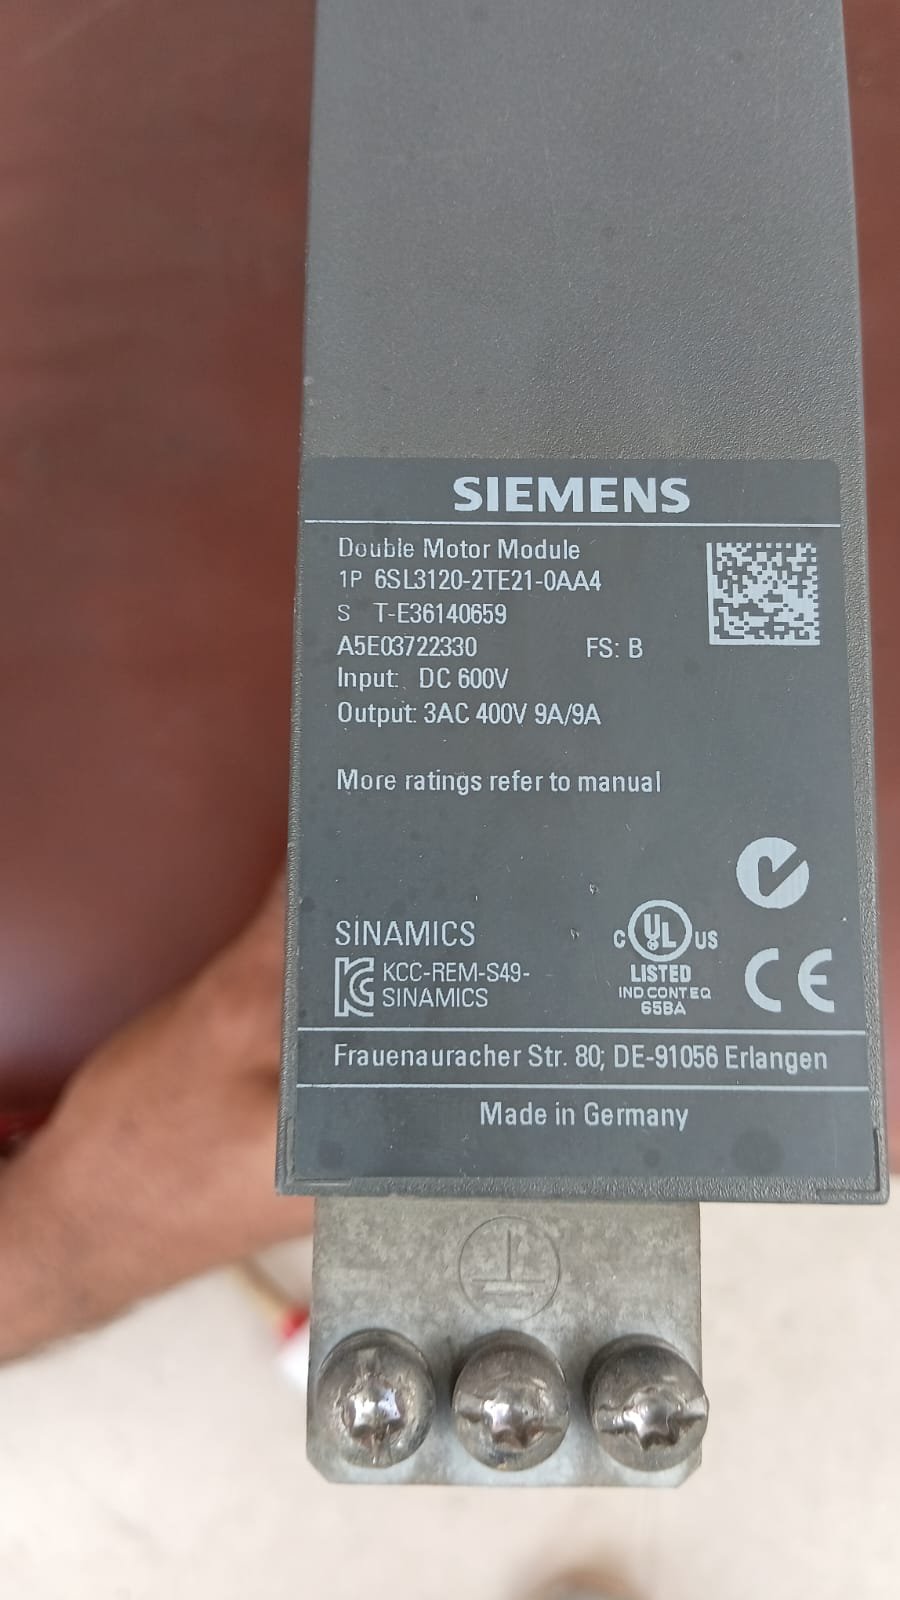 SIEMENS
Double Motor Module
1P 6SL3120-2TE21-0AA4
S T-E36140659
A5E03722330 FS: B
Input: DC 600V
Output: 3AC 400V 9A/9A
More ratings refer to manual
SINAMICS
KCC-REM-S49-
SINAMICS
C UL US
LISTED
IND CONT EQ
65BA
CE
Frauenauracher Str. 80; DE-91056 Erlangen
Made in Germany